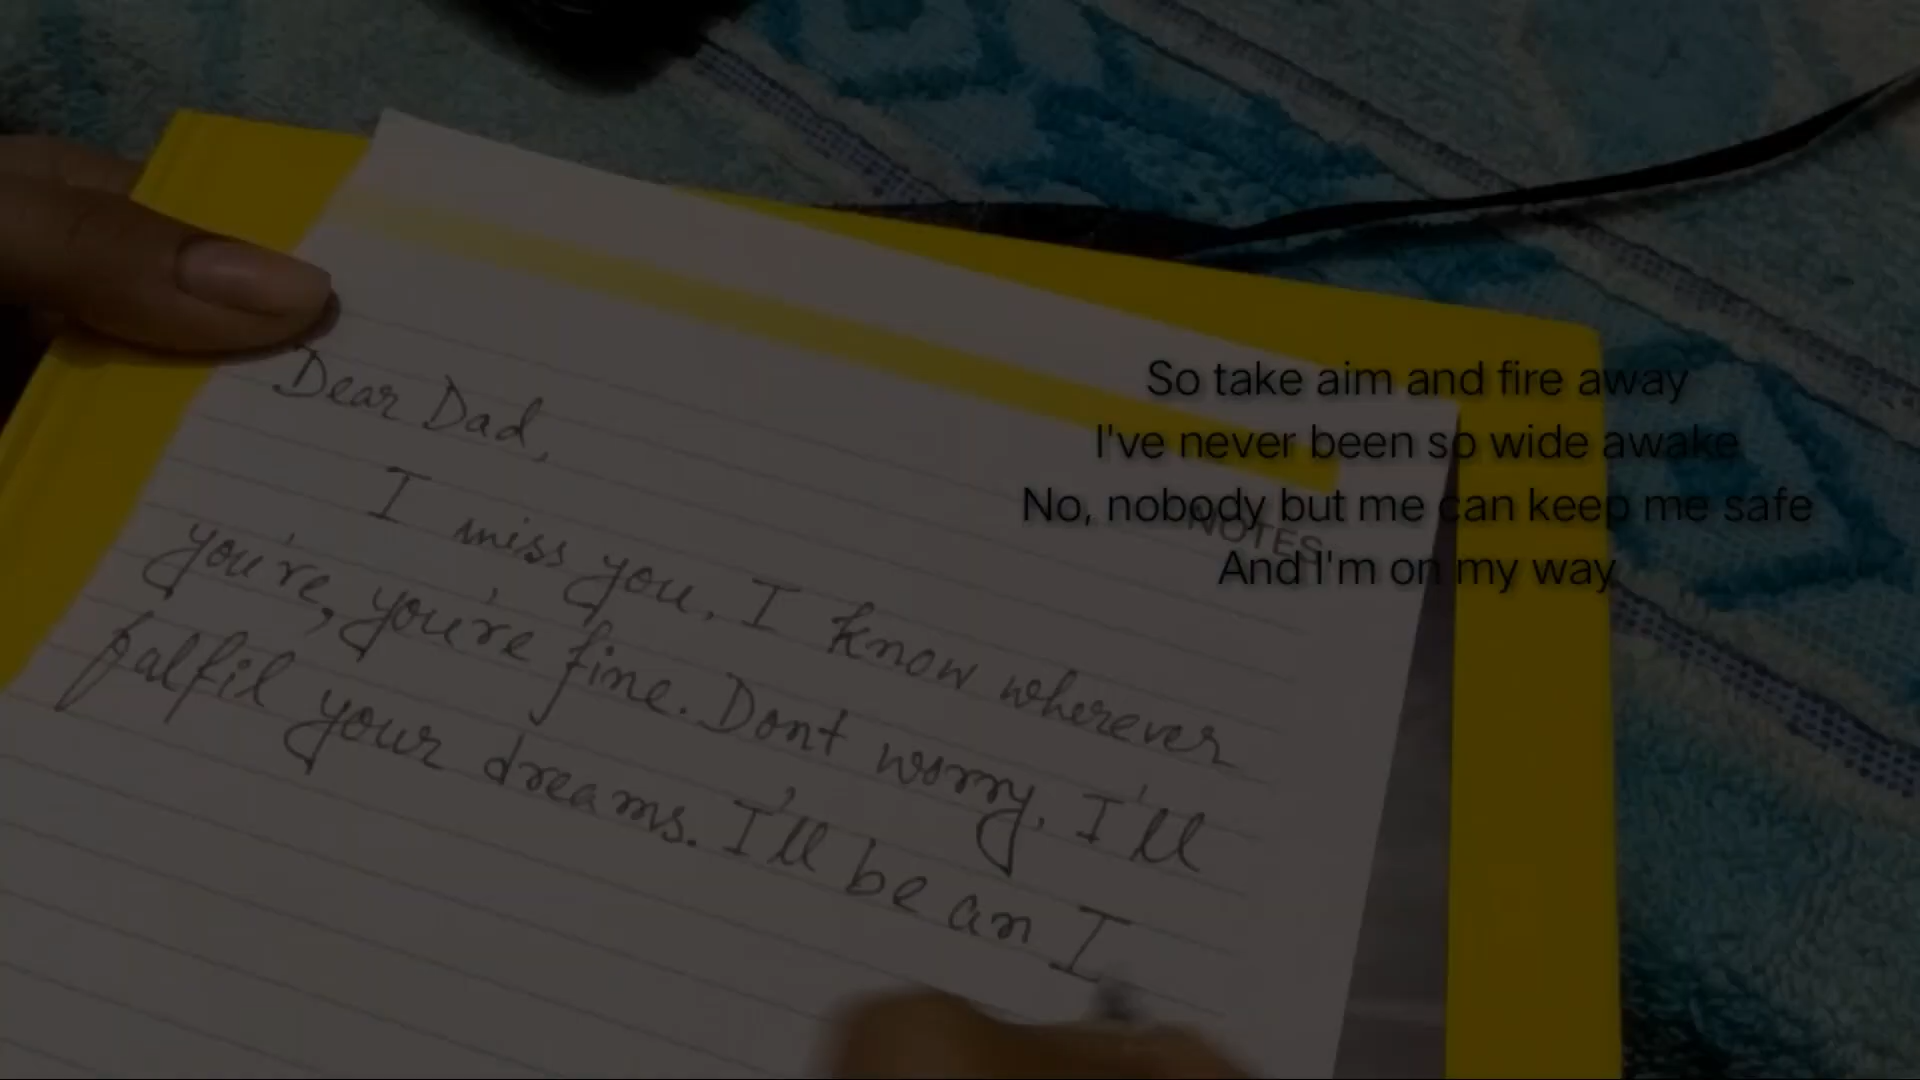 Dear Dad,
I miss you. I know wherever
you're, you're fine. Dont worry, I'll
falfil your dreams. I'll be an I
So take aim and fire away
I've never been so wide awake
No, nobody but me can keep me safe
And I'm on my way
NOTES